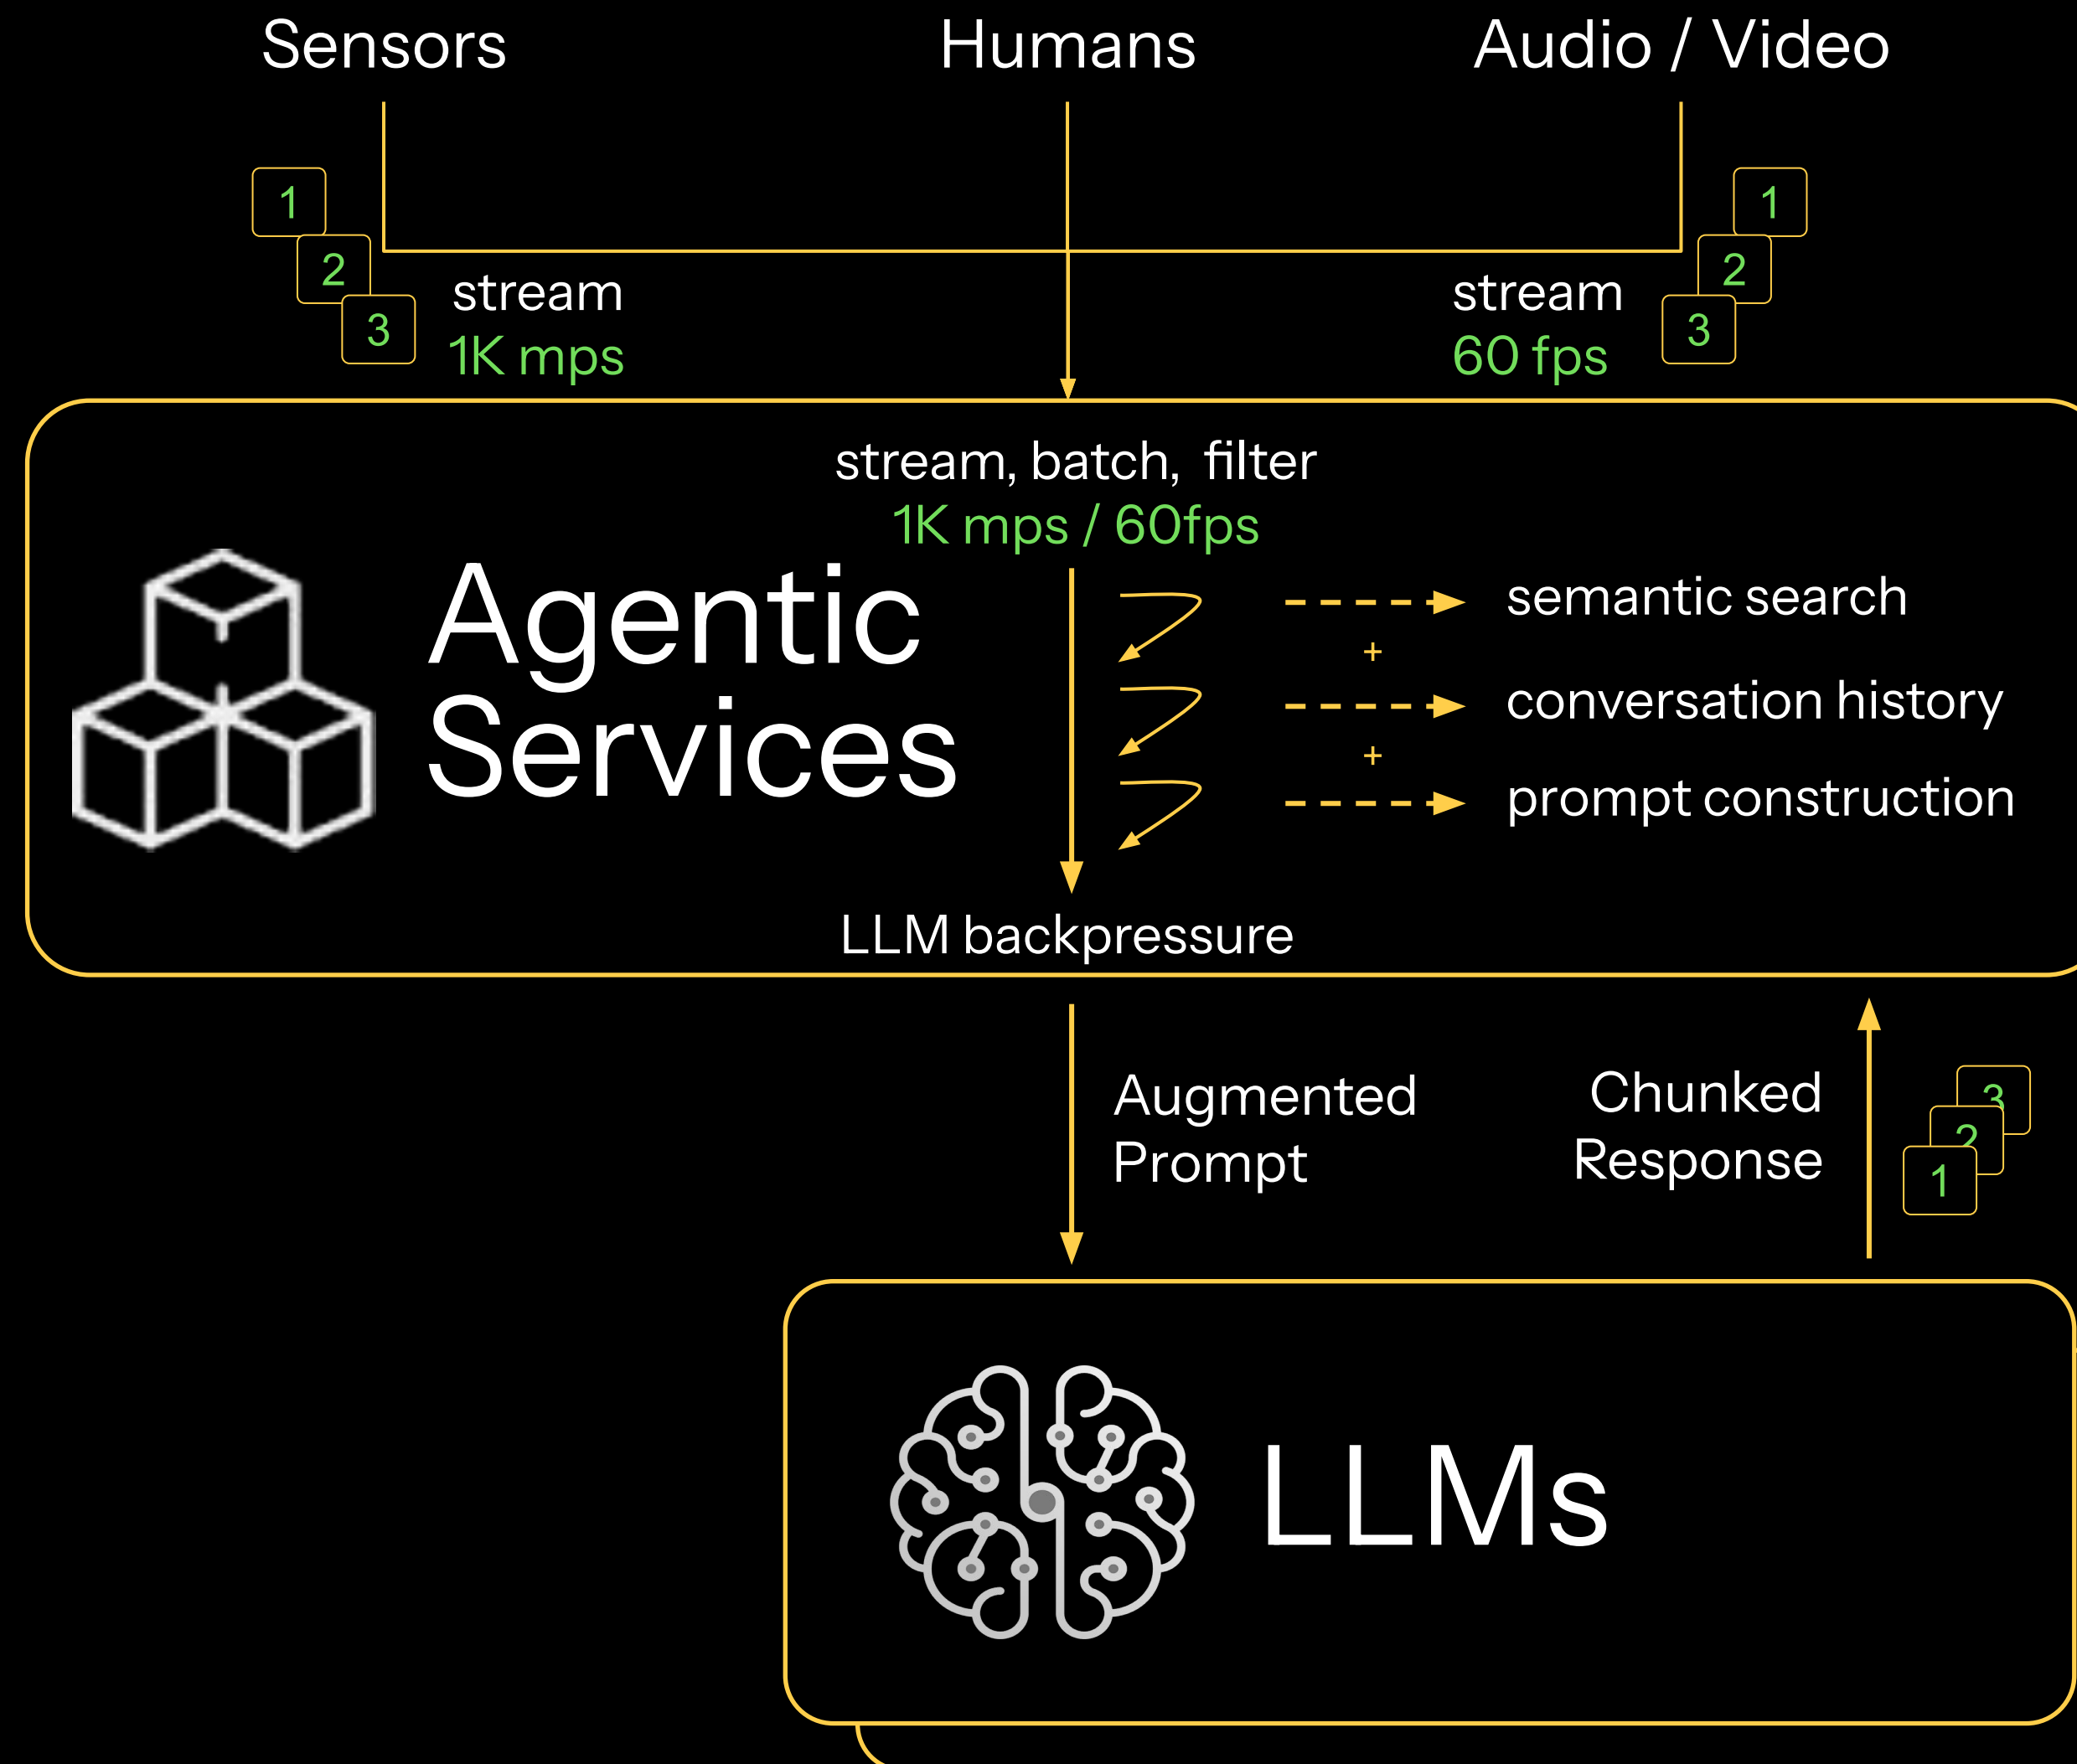 Sensors
Humans
Audio / Video
1
2
3
stream
1K mps
stream
60 fps
1
2
3
stream, batch, filter
1K mps / 60fps
Agentic
Services
semantic search
+
conversation history
+
prompt construction
LLM backpressure
Augmented
Prompt
Chunked
Response
3
2
1
LLMs